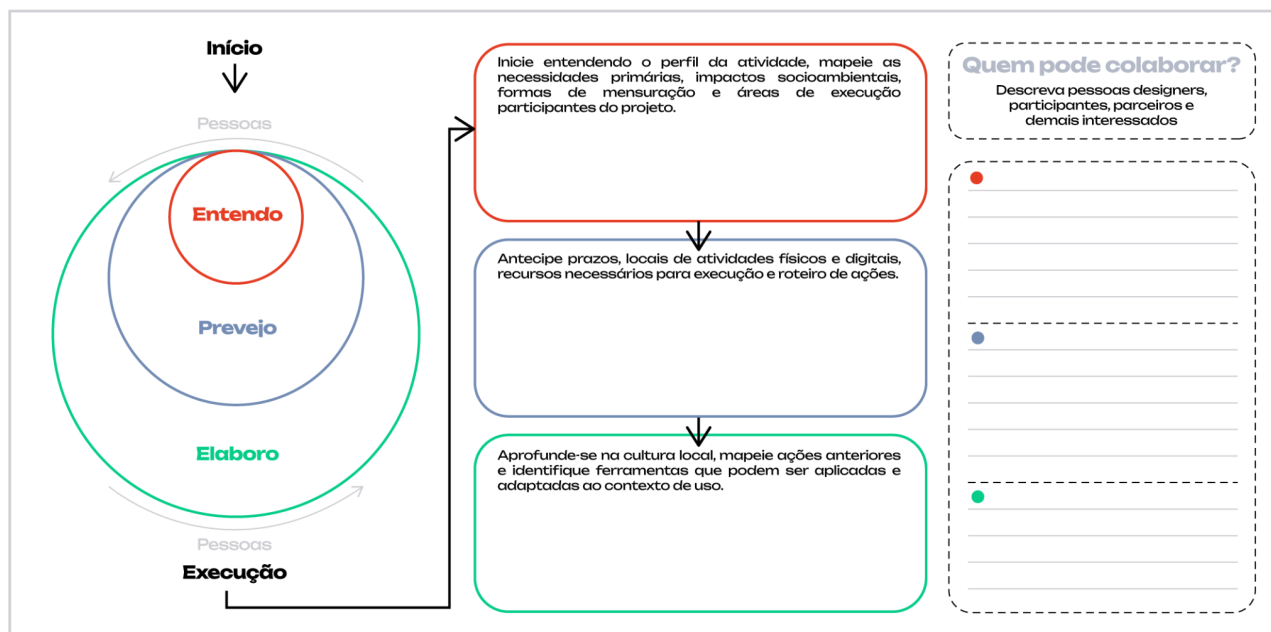 Início
Pessoas
Entendo
Prevejo
Elaboro
Pessoas
Execução
Inicie entendendo o perfil da atividade, mapeie as
necessidades primárias, impactos socioambientais,
formas de mensuração e áreas de execução
participantes do projeto.
Antecipe prazos, locais de atividades físicos e digitais,
recursos necessários para execução e roteiro de ações.
Aprofunde-se na cultura local, mapeie ações anteriores
e identifique ferramentas que podem ser aplicadas e
adaptadas ao contexto de uso.
Quem pode colaborar?
Descreva pessoas designers,
participantes, parceiros e
demais interessados